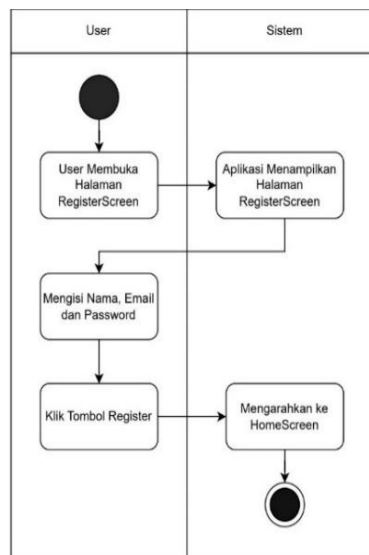 User
Sistem
User Membuka
Halaman
RegisterScreen
Aplikasi Menampilkan
Halaman
RegisterScreen
Mengisi Nama, Email
dan Password
Klik Tombol Register
Mengarahkan ke
HomeScreen